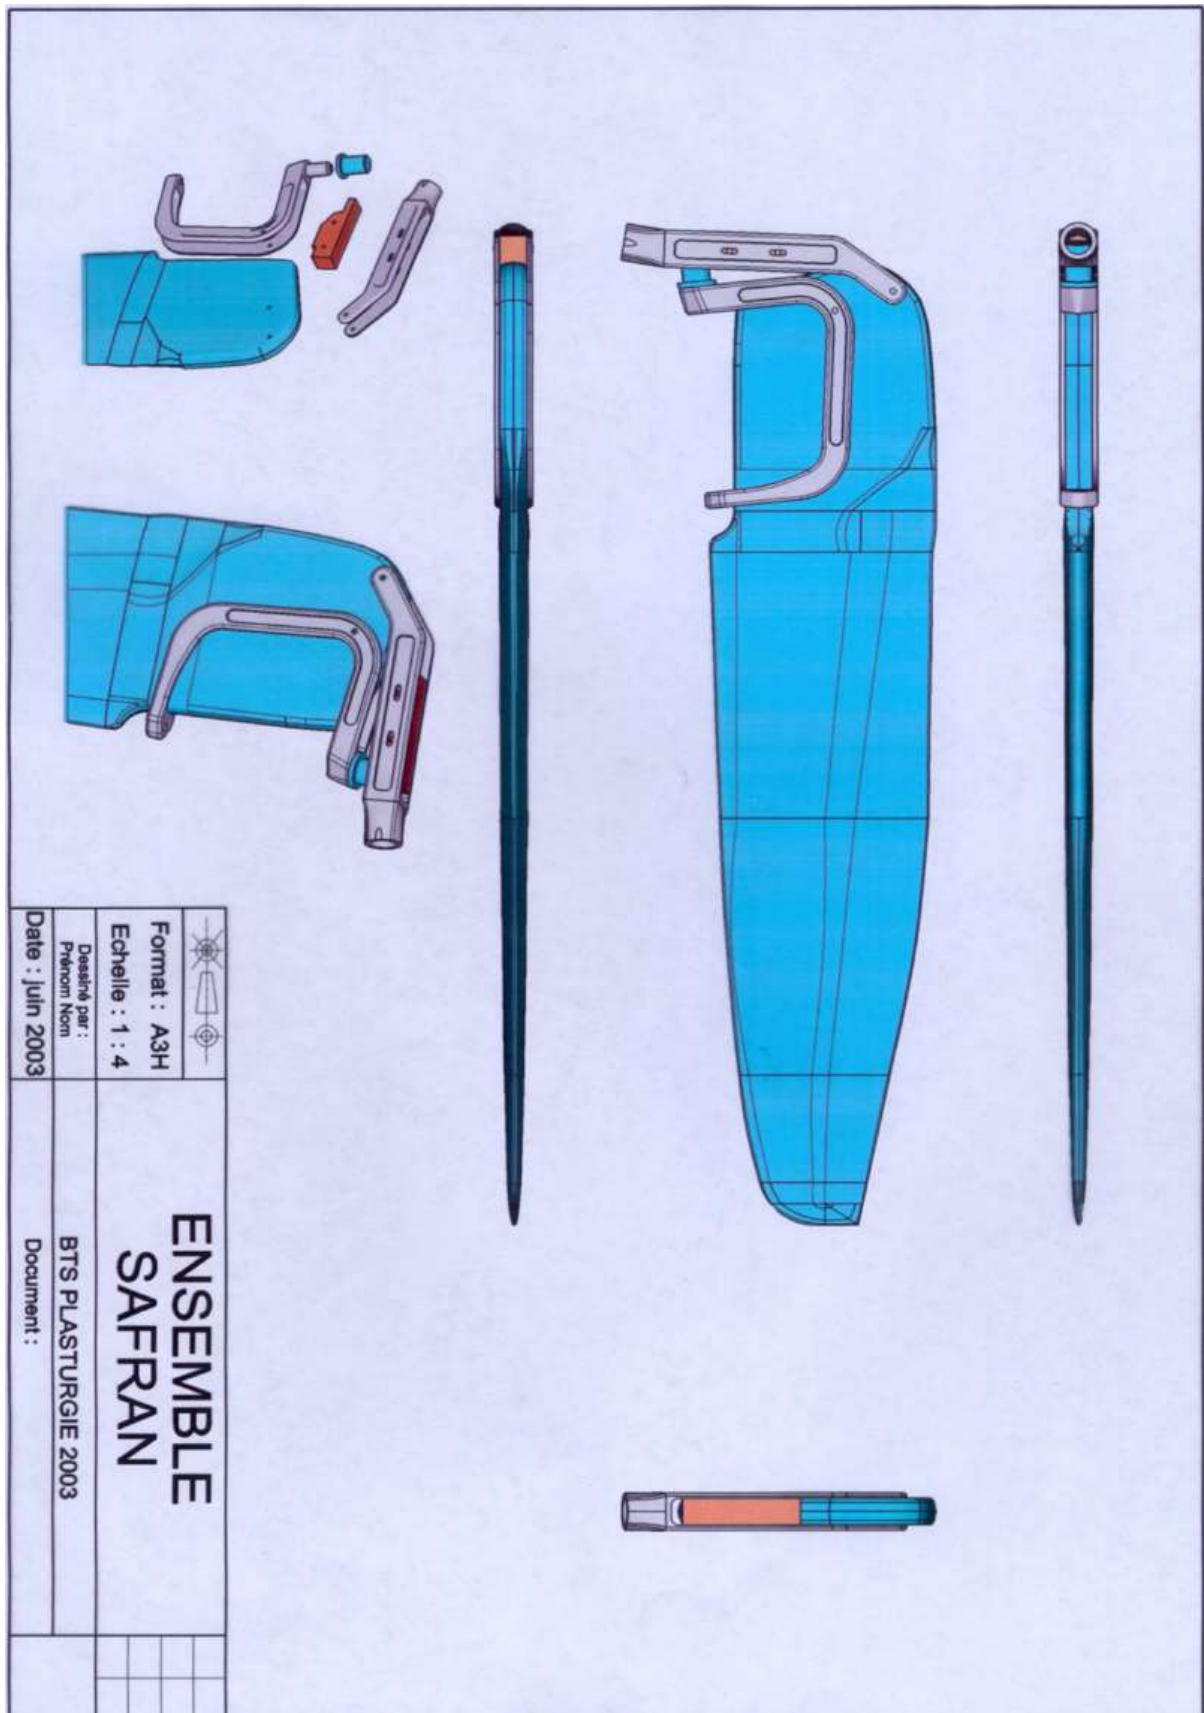 Format : A3H
Echelle : 1 : 4
Dessiné par :
Prénom Nom
Date : juin 2003
ENSEMBLE
SAFRAN
BTS PLASTURGIE 2003
Document :